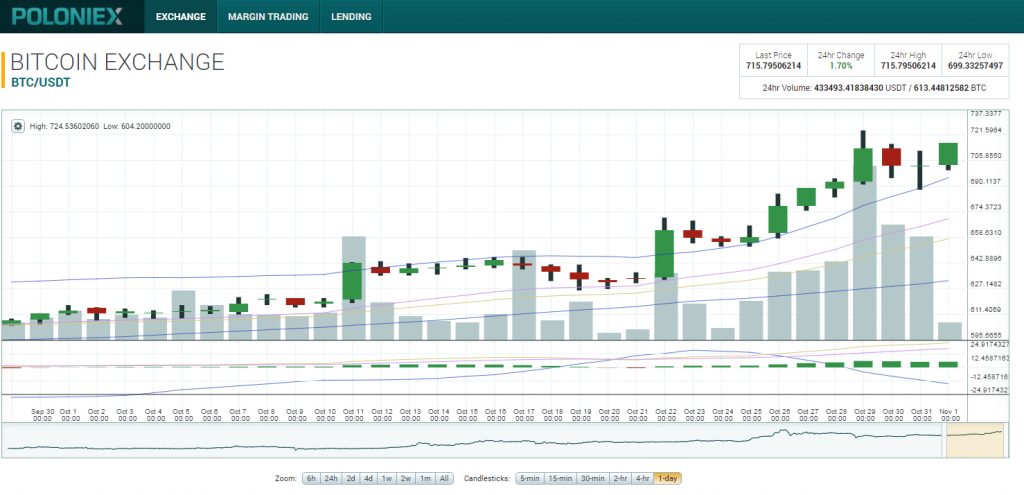 POLONIEX EXCHANGE MARGIN TRADING LENDING
BITCOIN EXCHANGE
BTC/USDT
Last Price 24hr Change 24hr High 24hr Low
715.79506214 1.70% 715.79506214 699.33257497
24hr Volume: 433493.41838430 USDT / 613.44812582 BTC
High: 724.53602060 Low: 604.20000000
737.3377
721.5964
705.8550
690.1137
674.3723
658.6310
642.8896
627.1482
611.4069
595.6655
24.9174327
12.4587163
-12.4587163
-24.9174327
Sep 30 Oct 1 Oct 2 Oct 3 Oct 4 Oct 5 Oct 6 Oct 7 Oct 8 Oct 9 Oct 10 Oct 11 Oct 12 Oct 13 Oct 14 Oct 15 Oct 16 Oct 17 Oct 18 Oct 19 Oct 20 Oct 21 Oct 22 Oct 23 Oct 24 Oct 25 Oct 26 Oct 27 Oct 28 Oct 29 Oct 30 Oct 31 Nov 1
00:00 00:00 00:00 00:00 00:00 00:00 00:00 00:00 00:00 00:00 00:00 00:00 00:00 00:00 00:00 00:00 00:00 00:00 00:00 00:00 00:00 00:00 00:00 00:00 00:00 00:00 00:00 00:00 00:00 00:00 00:00 00:00 00:00
Zoom: 6h 24h 2d 4d 1w 2w 1m All Candlesticks: 5-min 15-min 30-min 2-hr 4-hr 1-day